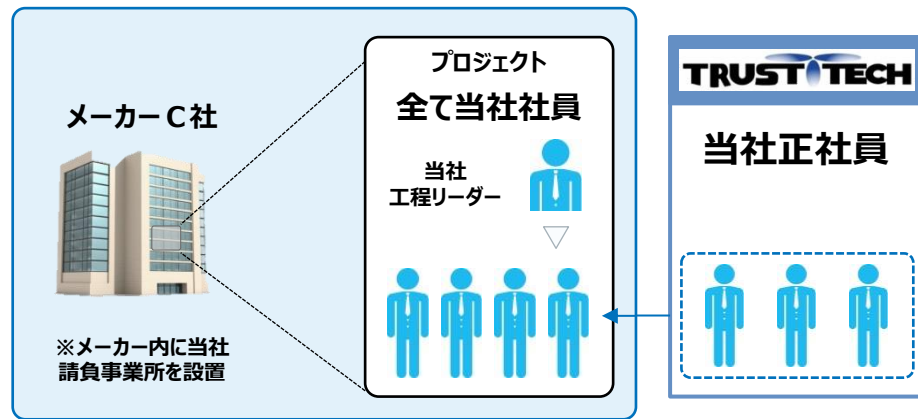 メーカーC社
※メーカー内に当社
請負事業所を設置
プロジェクト
全て当社社員
当社
工程リーダー
TRUST TECH
当社正社員